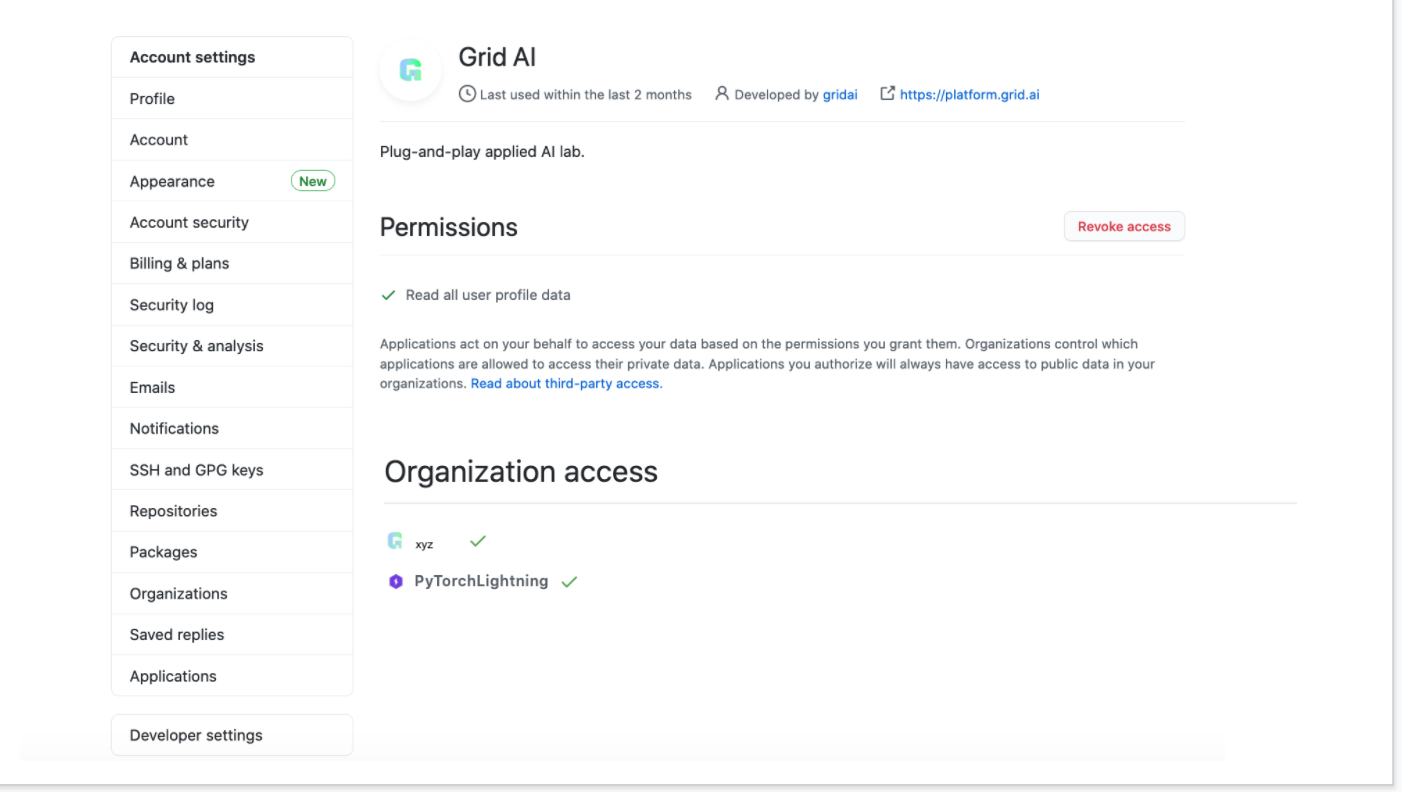 Account settings
Profile
Account
Appearance New
Account security
Billing & plans
Security log
Security & analysis
Emails
Notifications
SSH and GPG keys
Repositories
Packages
Organizations
Saved replies
Applications
Developer settings
Grid AI
Last used within the last 2 months Developed by gridai https://platform.grid.ai
Plug-and-play applied AI lab.
Permissions Revoke access
Read all user profile data
Applications act on your behalf to access your data based on the permissions you grant them. Organizations control which
applications are allowed to access their private data. Applications you authorize will always have access to public data in your
organizations. Read about third-party access.
Organization access
xyz
PyTorchLightning